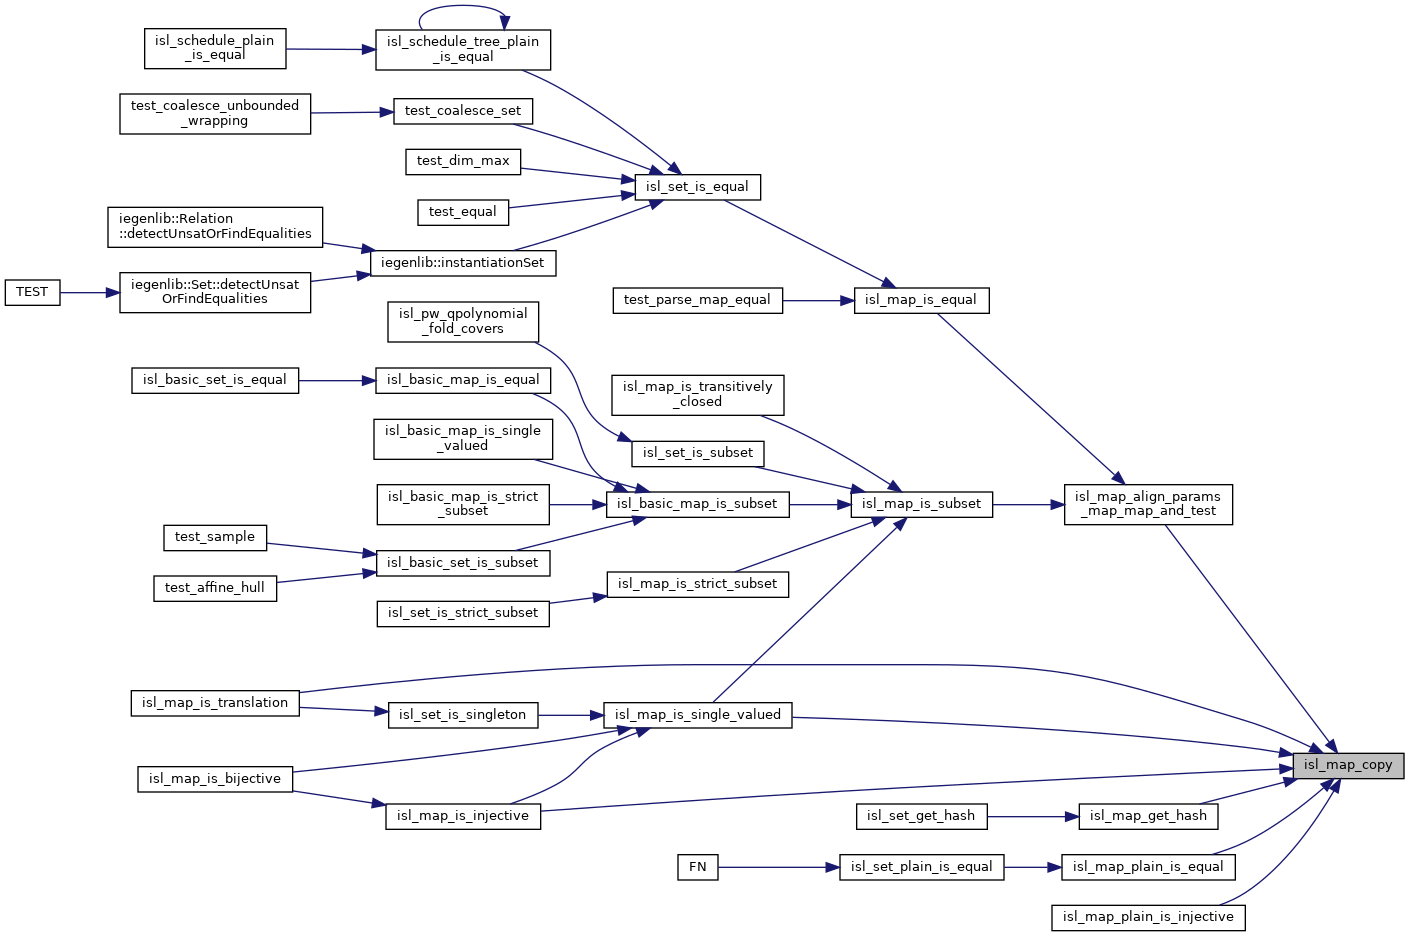 isl_schedule_plain
_is_equal
isl_schedule_tree_plain
_is_equal
test_coalesce_unbounded
_wrapping
test_coalesce_set
test_dim_max
isl_set_is_equal
test_equal
iegenlib::Relation
::detectUnsatOrFindEqualities
iegenlib::instantiationSet
TEST
iegenlib::Set::detectUnsat
OrFindEqualities
isl_pw_qpolynomial
_fold_covers
test_parse_map_equal
isl_map_is_equal
isl_basic_set_is_equal
isl_basic_map_is_equal
isl_map_is_transitively
_closed
isl_basic_map_is_single
_valued
isl_set_is_subset
isl_basic_map_is_strict
_subset
isl_basic_map_is_subset
isl_map_is_subset
isl_map_align_params
_map_map_and_test
test_sample
isl_basic_set_is_subset
test_affine_hull
isl_map_is_strict_subset
isl_set_is_strict_subset
isl_map_is_translation
isl_set_is_singleton
isl_map_is_single_valued
isl_map_copy
isl_map_is_bijective
isl_map_is_injective
isl_set_get_hash
isl_map_get_hash
FN
isl_set_plain_is_equal
isl_map_plain_is_equal
isl_map_plain_is_injective